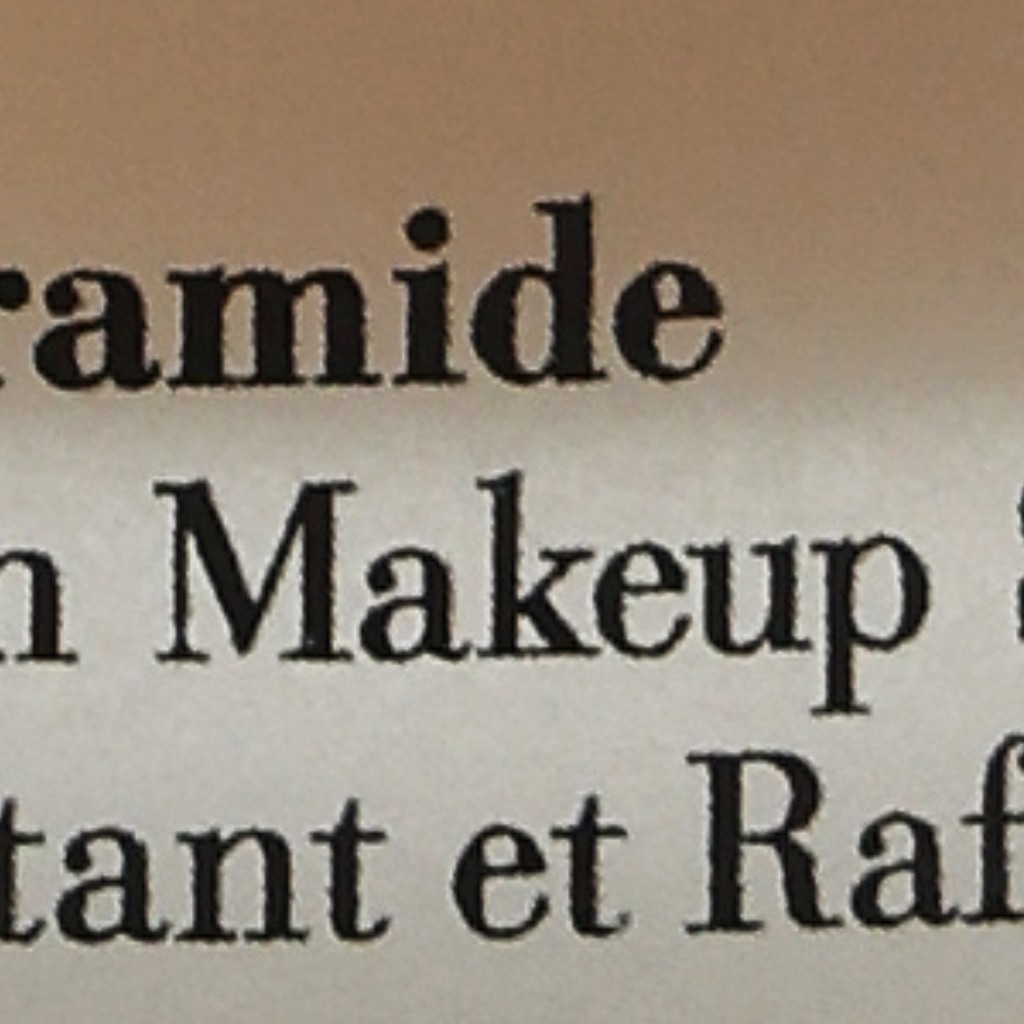 ramide
n Makeup
tant et Raf